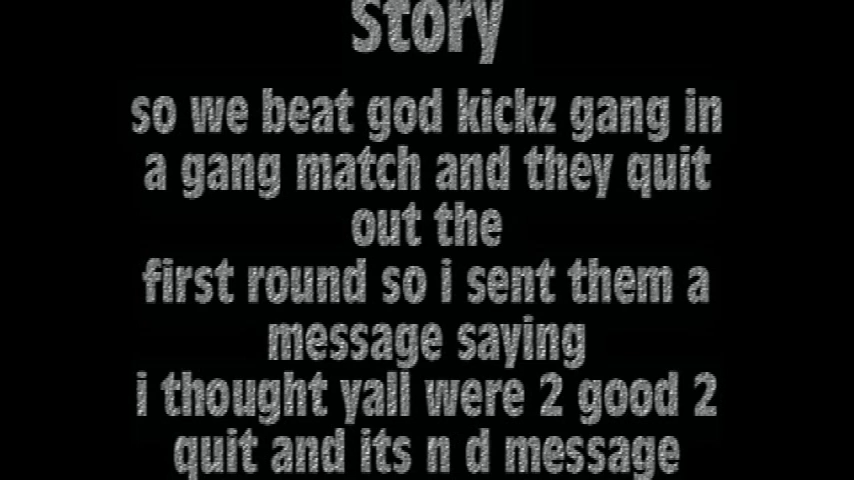 Story
so we beat god kickz gang in
a gang match and they quit
out the
first round so i sent them a
message saying
i thought yall were 2 good 2
quit and its n d message